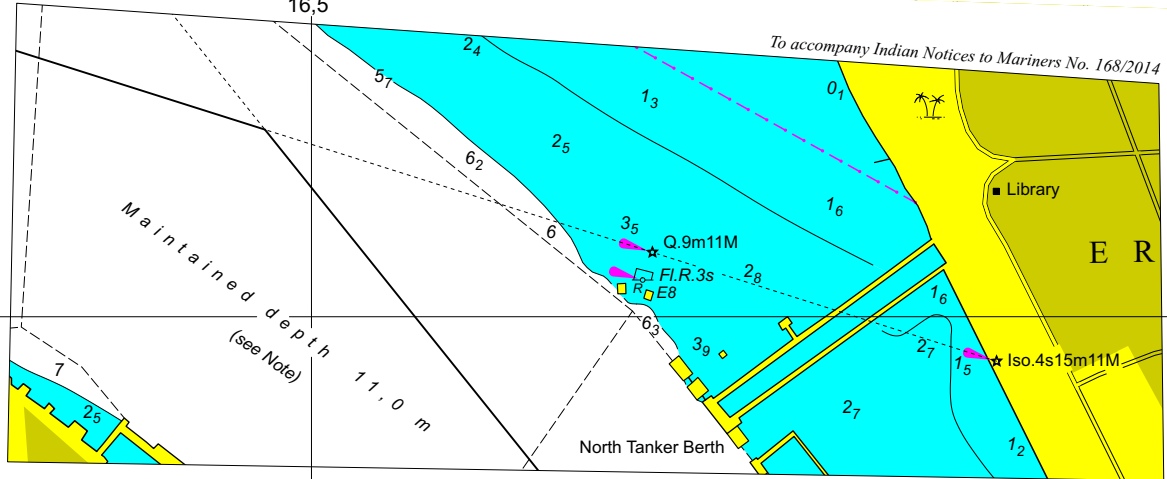 16,5
To accompany Indian Notices to Mariners No. 168/2014
2₄
5₁
1₃
0₁
2₅
6₂
Library
1₆
Maintained depth 11,0 m
(see Note)
3₅
6
Q.9m11M
E R
Fl.R.3s
2₈
R
E8
1₆
6₃
3₉
2₇
1₅
Iso.4s15m11M
7
2₅
2₇
North Tanker Berth
1₂